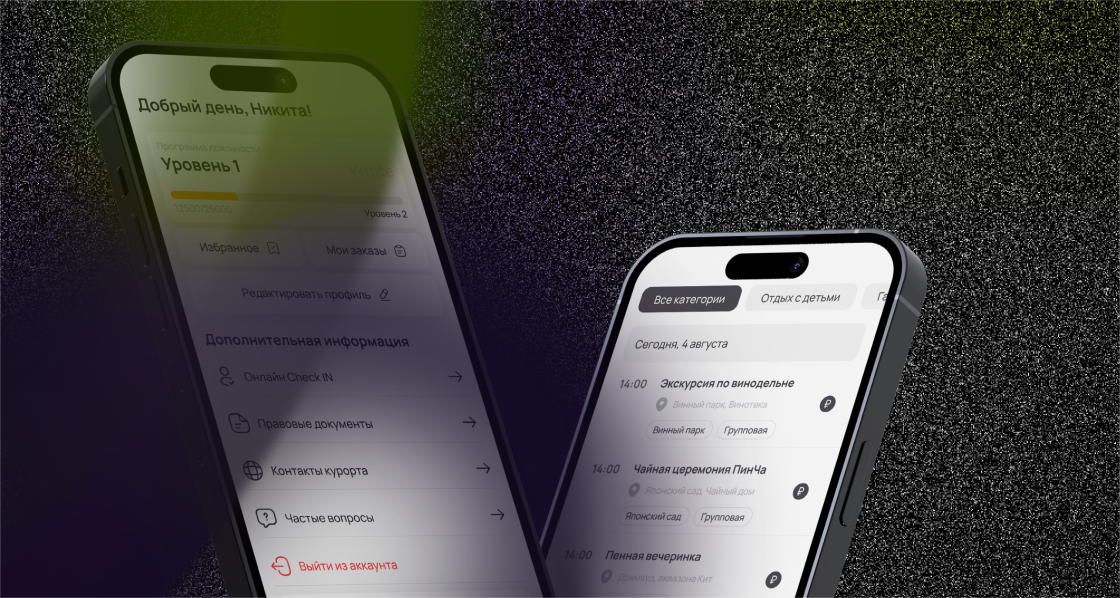 Добрый день, Никита!
Программа лояльности
Уровень 1
12500/25000
Уровень 2
Избранное
Мои заказы
Редактировать профиль
Дополнительная информация
Онлайн Check IN
Правовые документы
Контакты курорта
Частые вопросы
Выйти из аккаунта
Все категории
Отдых с детьми
Сегодня, 4 августа
14:00 Экскурсия по винодельне
Винный парк, Винотека
₽
Винный парк
Групповая
14:00 Чайная церемония ПинЧа
Японский сад, Чайный дом
₽
Японский сад
Групповая
14:00 Пенная вечеринка
Дримвуд, аквазона Кит
₽